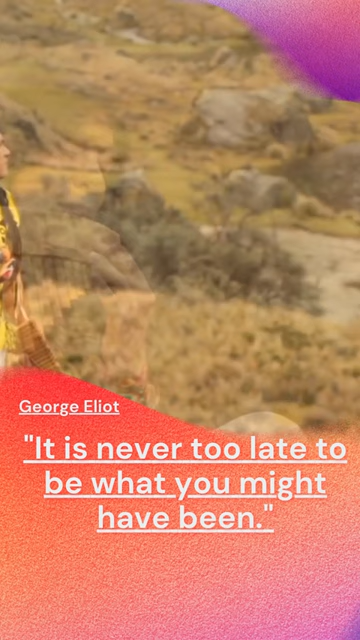 George Eliot
"It is never too late to
be what you might
have been."